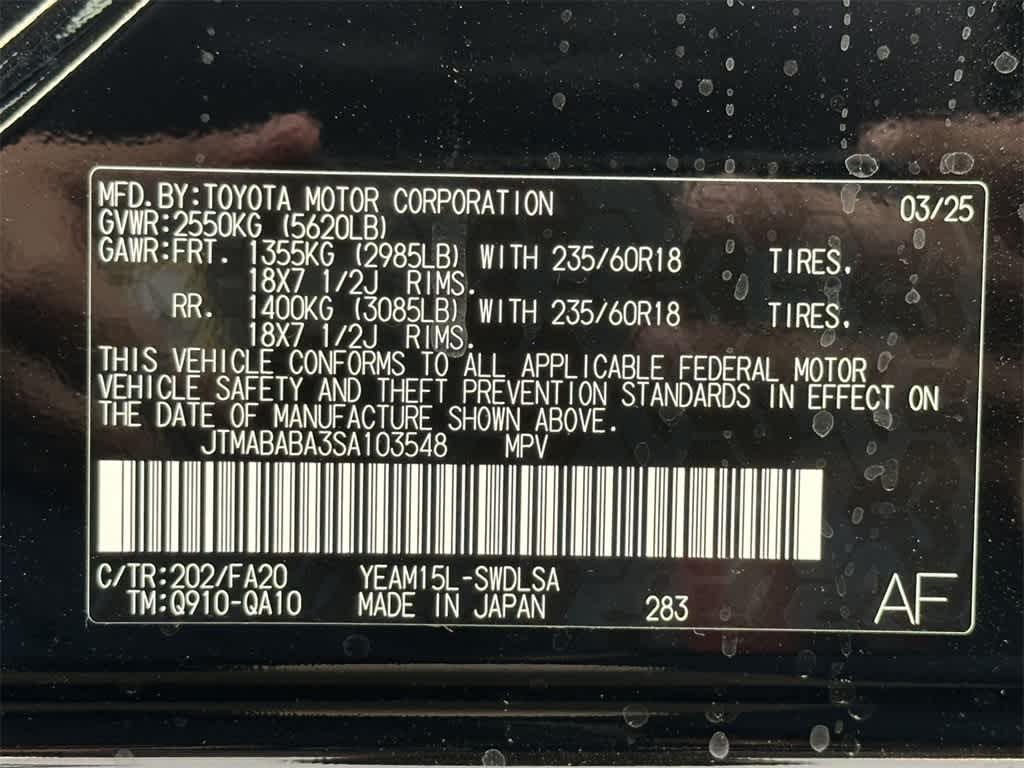 MFD.BY:TOYOTA MOTOR CORPORATION 03/25
GVWR:2550KG (5620LB)
GAWR:FRT. 1355KG (2985LB) WITH 235/60R18 TIRES.
18X7 1/2J RIMS.
RR. 1400KG (3085LB) WITH 235/60R18 TIRES.
18X7 1/2J RIMS.
THIS VEHICLE CONFORMS TO ALL APPLICABLE FEDERAL MOTOR
VEHICLE SAFETY AND THEFT PREVENTION STANDARDS IN EFFECT ON
THE DATE OF MANUFACTURE SHOWN ABOVE.
JTMABABA3SA103548 MPV
C/TR:202/FA20 YEAM15L-SWDLSA
TM:Q910-QA10 MADE IN JAPAN 283 AF